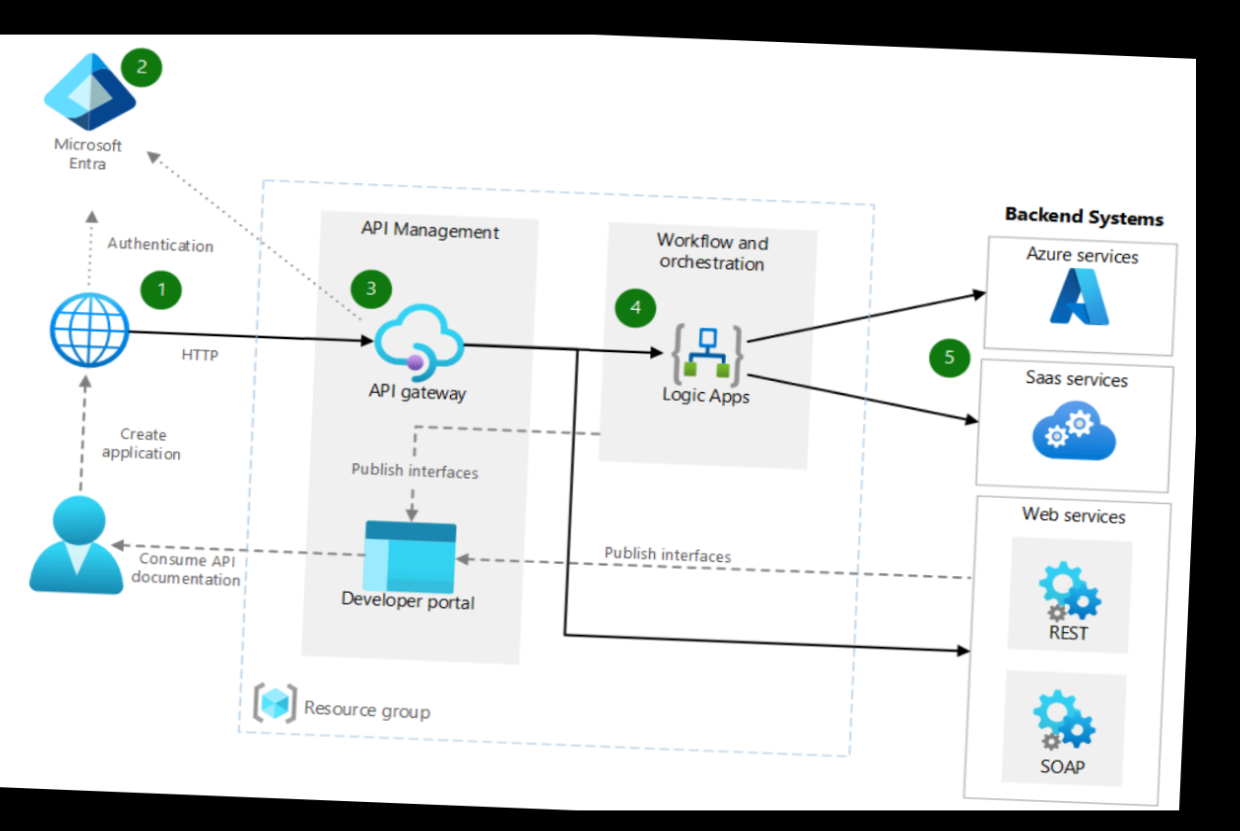 2
Microsoft
Entra
Authentication
1
HTTP
Create
application
Consume API
documentation
API Management
3
API gateway
Publish interfaces
Developer portal
Resource group
Workflow and
orchestration
4
Logic Apps
Publish interfaces
Backend Systems
Azure services
5
Saas services
Web services
REST
SOAP